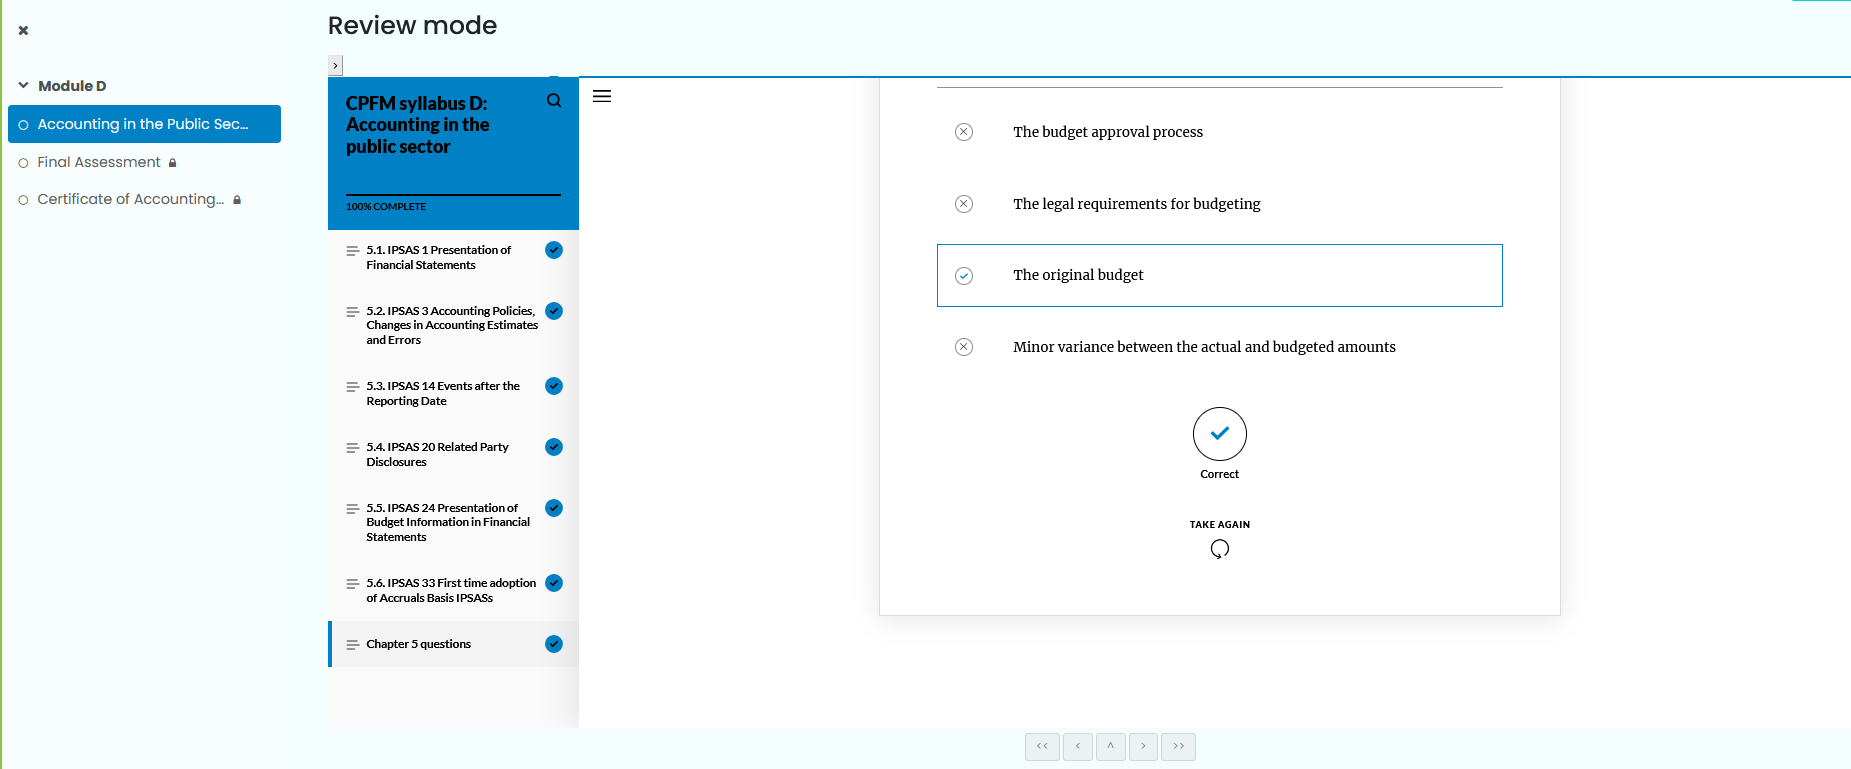 Review mode
Module D
Accounting in the Public Sec...
Final Assessment
Certificate of Accounting...
>
CPFM syllabus D:
Accounting in the
public sector
100% COMPLETE
5.1. IPSAS 1 Presentation of
Financial Statements
5.2. IPSAS 3 Accounting Policies,
Changes in Accounting Estimates
and Errors
5.3. IPSAS 14 Events after the
Reporting Date
5.4. IPSAS 20 Related Party
Disclosures
5.5. IPSAS 24 Presentation of
Budget Information in Financial
Statements
5.6. IPSAS 33 First time adoption
of Accruals Basis IPSASs
Chapter 5 questions
The budget approval process
The legal requirements for budgeting
The original budget
Minor variance between the actual and budgeted amounts
Correct
TAKE AGAIN
<< < ^ > >>